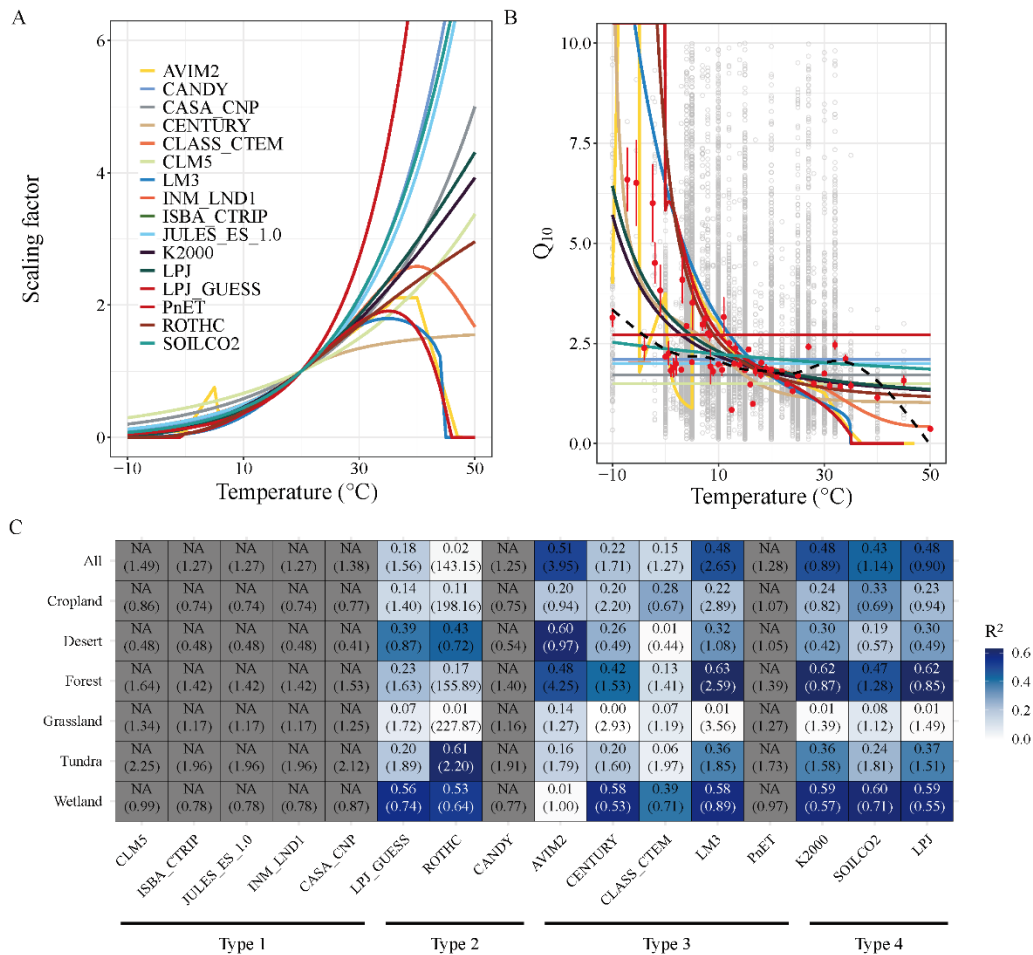 A
Scaling factor
6
4
2
0
AVIM2
CANDY
CASA_CNP
CENTURY
CLASS_CTEM
CLM5
LM3
INM_LND1
ISBA_CTRIP
JULES_ES_1.0
K2000
LPJ
LPJ_GUESS
PnET
ROTHC
SOILCO2
−10 10 30 50
Temperature (°C)
B
Q10
10.0
7.5
5.0
2.5
0.0
−10 10 30 50
Temperature (°C)
C
All NA NA NA NA NA 0.18 0.02 NA 0.51 0.22 0.15 0.48 NA 0.48 0.43 0.48
(1.49) (1.27) (1.27) (1.27) (1.38) (1.56) (143.15) (1.25) (3.95) (1.71) (1.27) (2.65) (1.28) (0.89) (1.14) (0.90)
Cropland NA NA NA NA NA 0.14 0.11 NA 0.20 0.20 0.28 0.22 NA 0.24 0.33 0.23
(0.86) (0.74) (0.74) (0.74) (0.77) (1.40) (198.16) (0.75) (0.94) (2.20) (0.67) (2.89) (1.07) (0.82) (0.69) (0.94)
Desert NA NA NA NA NA 0.39 0.43 NA 0.60 0.26 0.01 0.32 NA 0.30 0.19 0.30
(0.48) (0.48) (0.48) (0.48) (0.41) (0.87) (0.72) (0.54) (0.97) (0.49) (0.44) (1.08) (1.05) (0.42) (0.57) (0.49)
Forest NA NA NA NA NA 0.23 0.17 NA 0.48 0.42 0.13 0.63 NA 0.62 0.47 0.62
(1.64) (1.42) (1.42) (1.42) (1.53) (1.63) (155.89) (1.40) (4.25) (1.53) (1.41) (2.59) (1.39) (0.87) (1.28) (0.85)
Grassland NA NA NA NA NA 0.07 0.01 NA 0.14 0.00 0.07 0.01 NA 0.01 0.08 0.01
(1.34) (1.17) (1.17) (1.17) (1.25) (1.72) (227.87) (1.16) (1.27) (2.93) (1.19) (3.56) (1.27) (1.39) (1.12) (1.49)
Tundra NA NA NA NA NA 0.20 0.61 NA 0.16 0.20 0.06 0.36 NA 0.36 0.24 0.37
(2.25) (1.96) (1.96) (1.96) (2.12) (1.89) (2.20) (1.91) (1.79) (1.60) (1.97) (1.85) (1.73) (1.58) (1.81) (1.51)
Wetland NA NA NA NA NA 0.56 0.53 NA 0.01 0.58 0.39 0.58 NA 0.59 0.60 0.59
(0.99) (0.78) (0.78) (0.78) (0.87) (0.74) (0.64) (0.77) (1.00) (0.53) (0.71) (0.89) (0.97) (0.57) (0.71) (0.55)
CLM5 ISBA_CTRIP JULES_ES_1.0 INM_LND1 CASA_CNP LPJ_GUESS ROTHC CANDY AVIM2 CENTURY CLASS_CTEM LM3 PnET K2000 SOILCO2 LPJ
Type 1 Type 2 Type 3 Type 4
R²
0.6
0.4
0.2
0.0